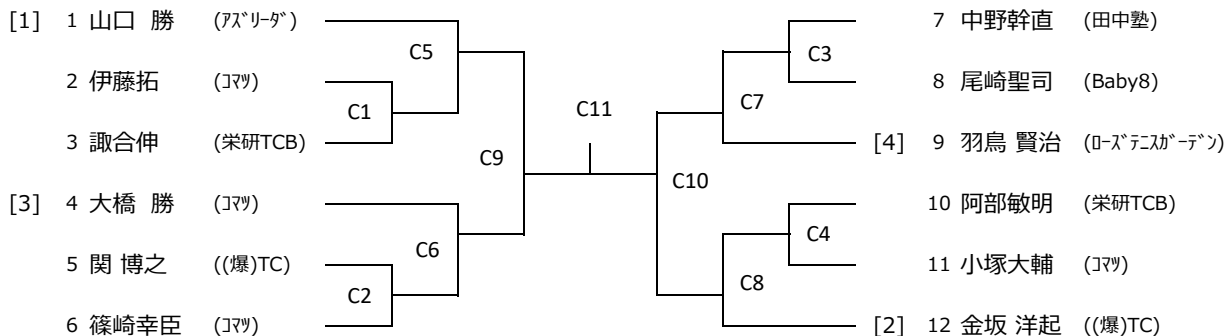 [1] 1 山口 勝 (ｱｽﾞﾘｰﾀﾞ)
2 伊藤拓 (ｺﾏﾂ)
3 諏合伸 (栄研TCB)
[3] 4 大橋 勝 (ｺﾏﾂ)
5 関 博之 ((爆)TC)
6 篠崎幸臣 (ｺﾏﾂ)
C5
C1
C9
C6
C2
C11
C10
C3
C7
C4
C8
7 中野幹直 (田中塾)
8 尾崎聖司 (Baby8)
[4] 9 羽鳥 賢治 (ﾛｰｽﾞﾃﾆｽｶﾞｰﾃﾞﾝ)
10 阿部敏明 (栄研TCB)
11 小塚大輔 (ｺﾏﾂ)
[2] 12 金坂 洋起 ((爆)TC)